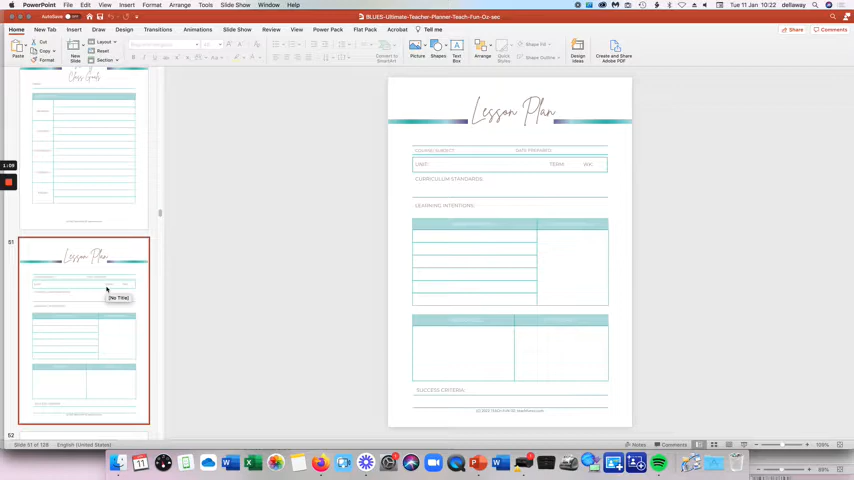 PowerPoint File Edit View Insert Format Arrange Tools Slide Show Window Help
Tue 11 Jan 10:22 dellaway
AutoSave
BLUES-Ultimate-Teacher-Planner-Teach-Fun-Oz-sec
Home New Tab Insert Draw Design Transitions Animations Slide Show Review View Power Pack Flat Pack Acrobat Tell me
Share Comments
Paste
Cut
Copy
Format
New Slide
Layout
Reset
Section
Convert to SmartArt
Picture
Shapes
Text Box
Arrange
Quick Styles
Shape Fill
Shape Outline
Design Ideas
Create and Share Adobe PDF
Class Goals
1:09
51
Lesson Plan
[No Title]
52
Lesson Plan
COURSE/SUBJECT: DATE PREPARED:
UNIT: TERM: WK:
CURRICULUM STANDARDS:
LEARNING INTENTIONS:
SUCCESS CRITERIA:
Slide 51 of 128 English (United States)
Notes Comments
109%
89%